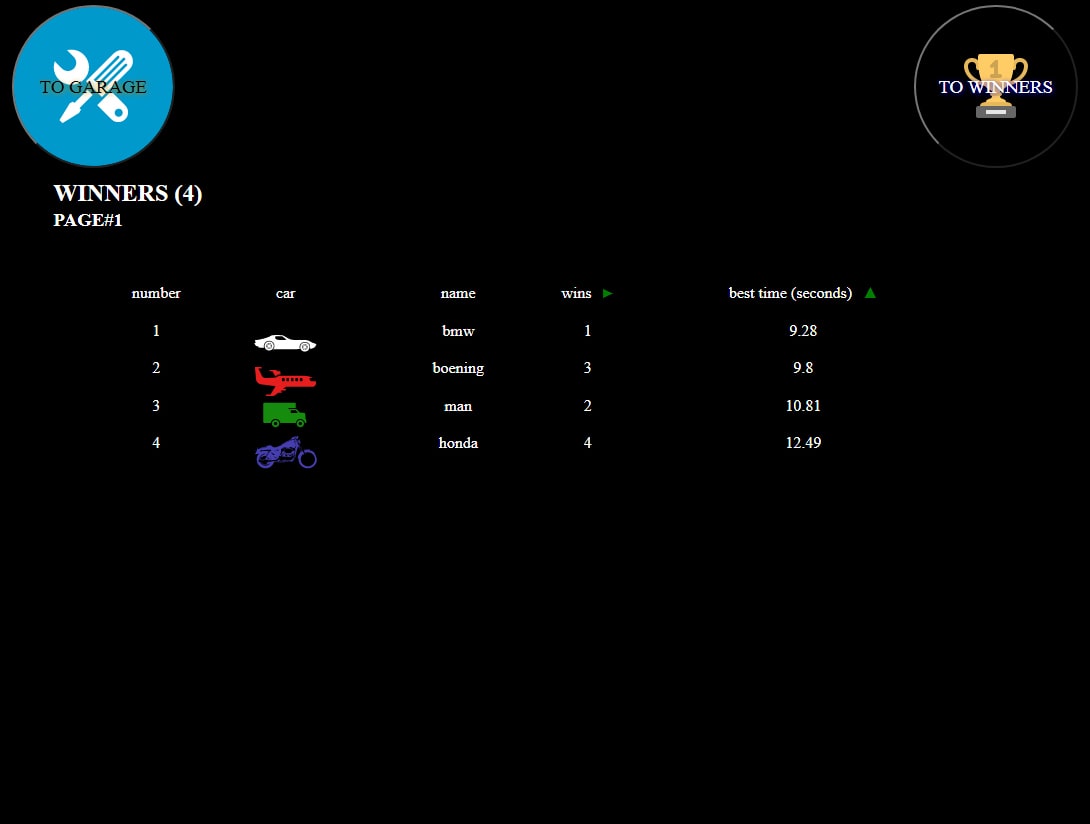 TO GARAGE
TO WINNERS
1
WINNERS (4)
PAGE#1
number car name wins ► best time (seconds) ▲
1 bmw 1 9.28
2 boening 3 9.8
3 man 2 10.81
4 honda 4 12.49